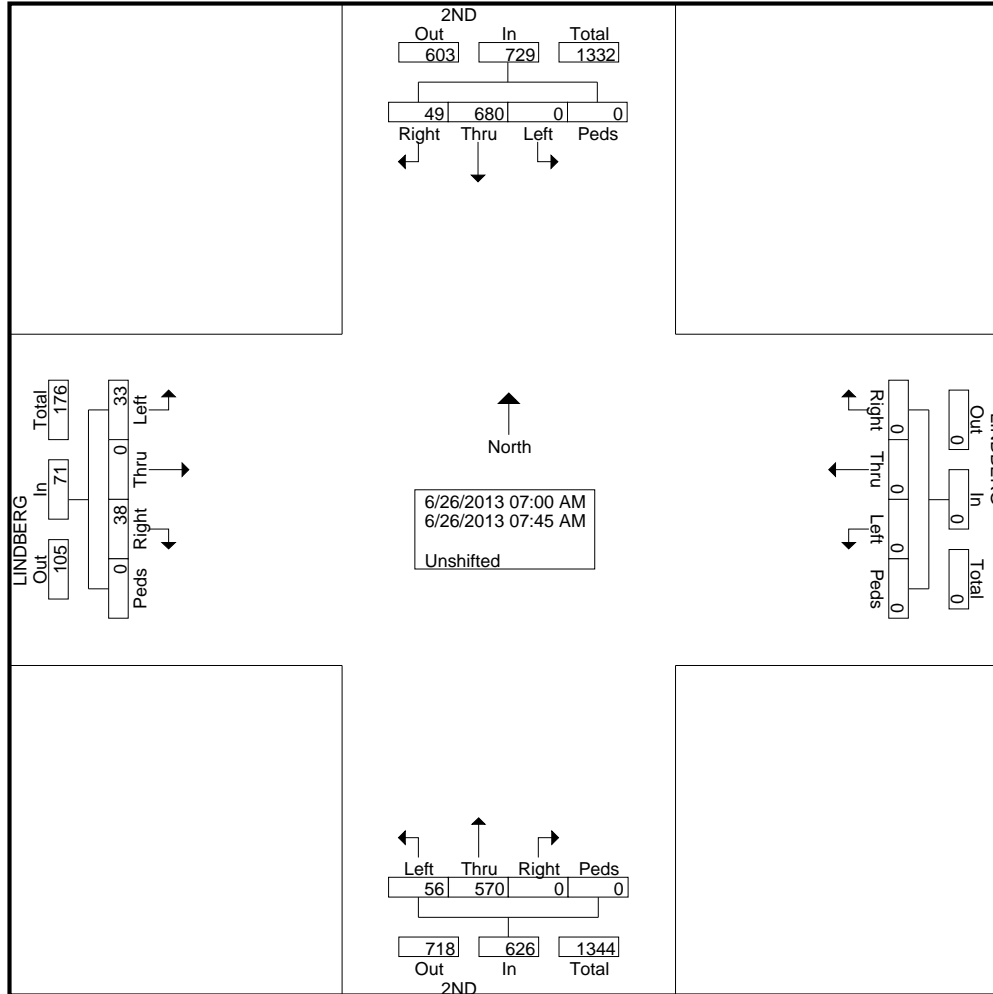 2ND
Out In Total
603 729 1332
49 680 0 0
Right Thru Left Peds
LINDBERG
Out In Total
105 71 176
38 0 33 0
Right Thru Left Peds
North
6/26/2013 07:00 AM
6/26/2013 07:45 AM
Unshifted
Out In Total
0 0 0
0 0 0 0
Right Thru Left Peds
Left Thru Right Peds
56 570 0 0
718 626 1344
Out In Total
2ND